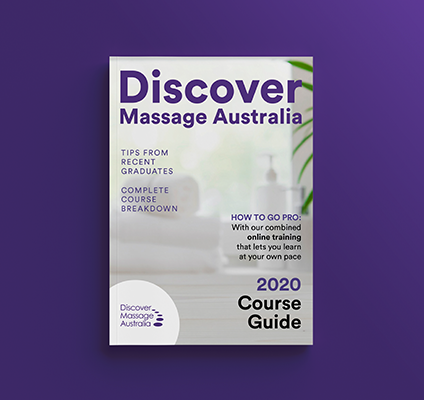 Discover
Massage Australia
TIPS FROM
RECENT
GRADUATES
COMPLETE
COURSE
BREAKDOWN
HOW TO GO PRO:
With our combined
online training
that lets you learn
at your own pace
2020
Course
Guide
Discover
Massage
Australia